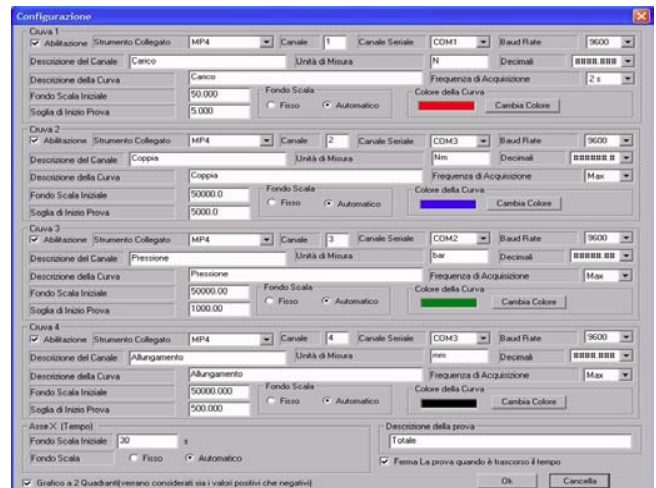 Configurazione
Cruva 1
Abilitazione Strumento Collegato MP4 Canale 1 Canale Seriale COM1 Baud Rate 9600
Descrizione del Canale Carico Unità di Misura N Decimali ####.###
Descrizione della Curva Carico Frequenza di Acquisizione 2 s
Fondo Scala Iniziale 50.000 Fondo Scala Fisso Automatico Colore della Curva Cambia Colore
Soglia di Inizio Prova 5.000
Cruva 2
Abilitazione Strumento Collegato MP4 Canale 2 Canale Seriale COM3 Baud Rate 9600
Descrizione del Canale Coppia Unità di Misura Nm Decimali ######.#
Descrizione della Curva Coppia Frequenza di Acquisizione Max
Fondo Scala Iniziale 50000.0 Fondo Scala Fisso Automatico Colore della Curva Cambia Colore
Soglia di Inizio Prova 5000.0
Cruva 3
Abilitazione Strumento Collegato MP4 Canale 3 Canale Seriale COM2 Baud Rate 9600
Descrizione del Canale Pressione Unità di Misura bar Decimali #####.##
Descrizione della Curva Pressione Frequenza di Acquisizione Max
Fondo Scala Iniziale 50000.00 Fondo Scala Fisso Automatico Colore della Curva Cambia Colore
Soglia di Inizio Prova 1000.00
Cruva 4
Abilitazione Strumento Collegato MP4 Canale 4 Canale Seriale COM3 Baud Rate 9600
Descrizione del Canale Allungamento Unità di Misura mm Decimali ####.###
Descrizione della Curva Allungamento Frequenza di Acquisizione Max
Fondo Scala Iniziale 50000.000 Fondo Scala Fisso Automatico Colore della Curva Cambia Colore
Soglia di Inizio Prova 500.000
Asse X (Tempo) Descrizione della prova
Fondo Scala Iniziale 30 s Totale
Fondo Scala Fisso Automatico Ferma La prova quando è trascorso il tempo
Grafico a 2 Quadranti(verrano considerati sia i valori postivi che negativi) Ok Cancella